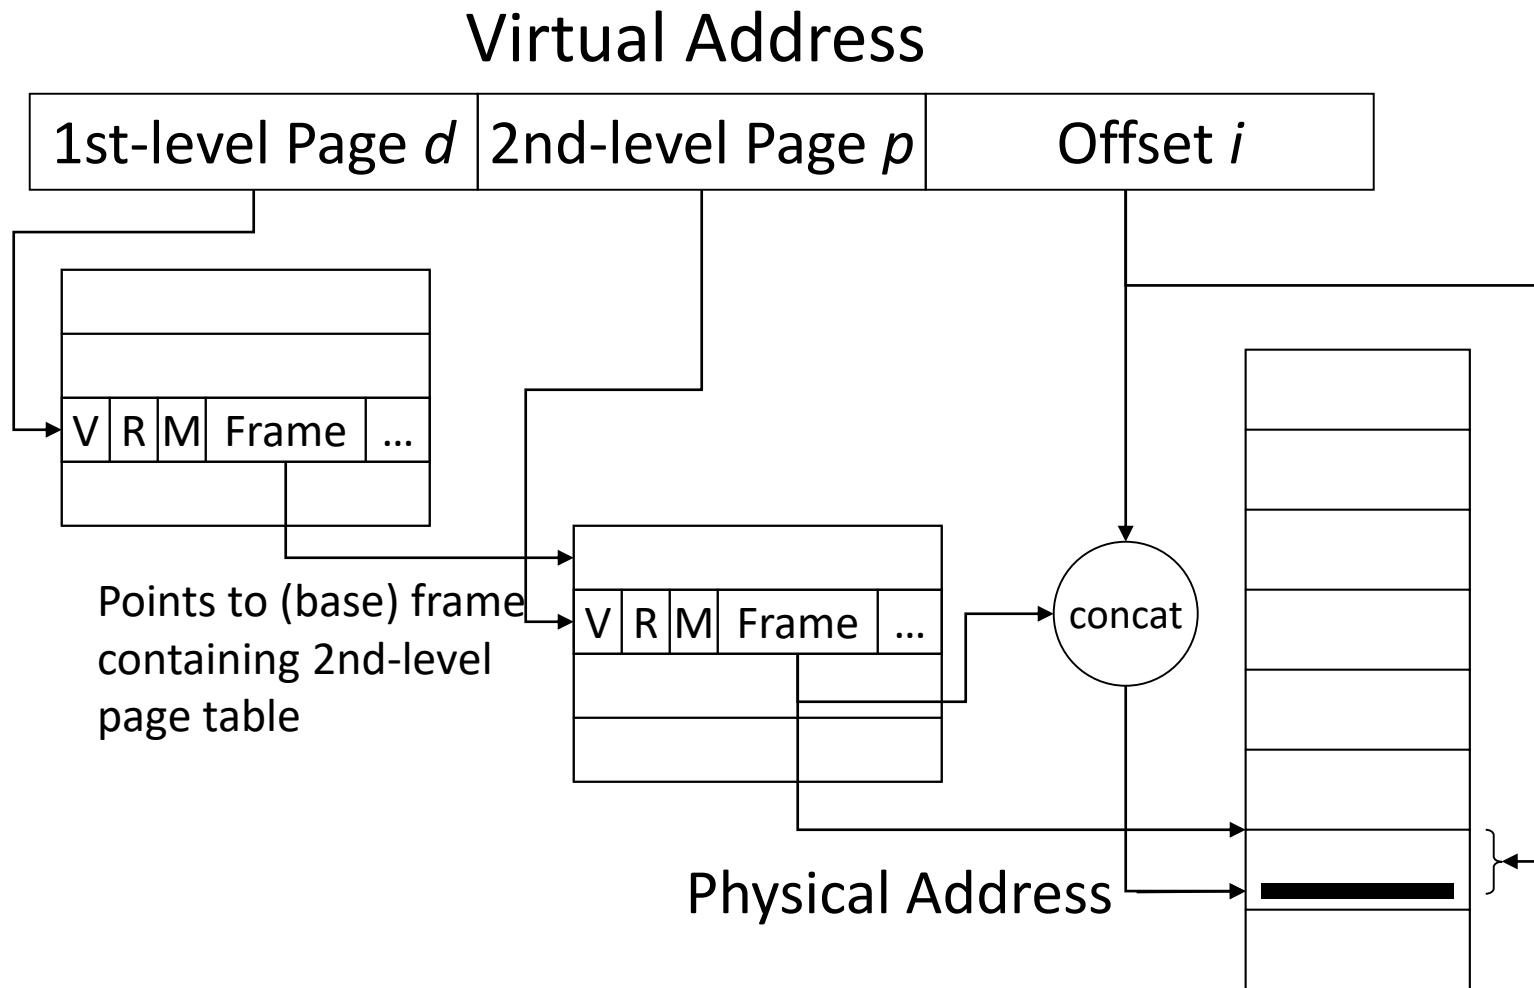 Virtual Address
1st-level Page d
2nd-level Page p
Offset i
V R M Frame ...
Points to (base) frame
containing 2nd-level
page table
V R M Frame ...
concat
Physical Address